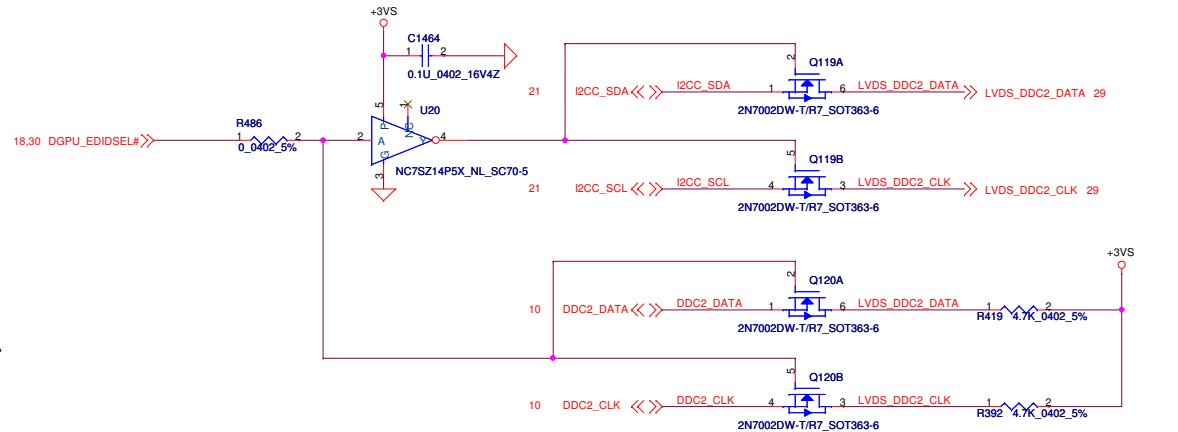 +3VS
C1464
1 2
0.1U_0402_16V4Z
5
1
U20
P
NC
A
Y
G
2
4
3
NC7SZ14P5X_NL_SC70-5
18,30 DGPU_EDIDSEL#
R486
1 2
0_0402_5%
2
Q119A
21 I2CC_SDA I2CC_SDA 1 6 LVDS_DDC2_DATA LVDS_DDC2_DATA 29
2N7002DW-T/R7_SOT363-6
5
Q119B
21 I2CC_SCL I2CC_SCL 4 3 LVDS_DDC2_CLK LVDS_DDC2_CLK 29
2N7002DW-T/R7_SOT363-6
+3VS
2
Q120A
10 DDC2_DATA DDC2_DATA 1 6 LVDS_DDC2_DATA 1 2
R419 4.7K_0402_5%
2N7002DW-T/R7_SOT363-6
5
Q120B
10 DDC2_CLK DDC2_CLK 4 3 LVDS_DDC2_CLK 1 2
R392 4.7K_0402_5%
2N7002DW-T/R7_SOT363-6